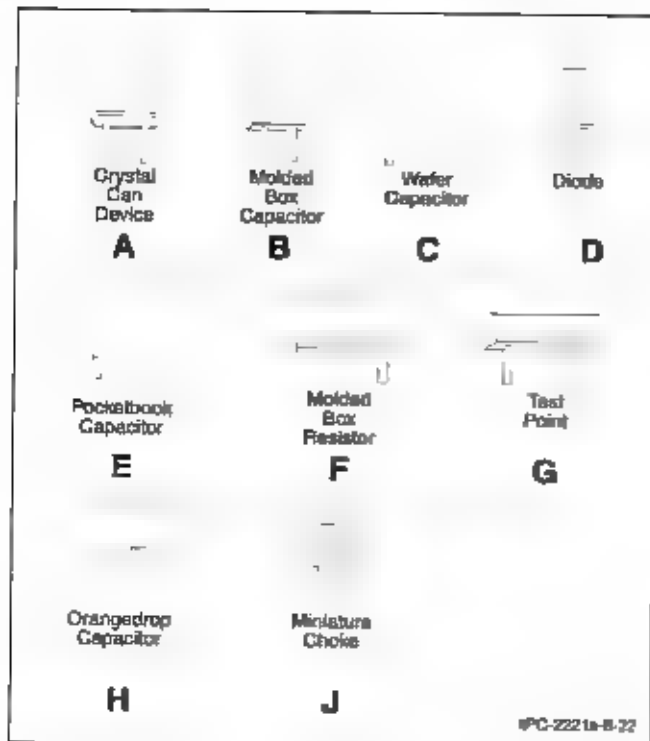 Crystal
Can
Device
A
Molded
Box
Capacitor
B
Wafer
Capacitor
C
Diode
D
Pocketbook
Capacitor
E
Molded
Box
Resistor
F
Test
Point
G
Orangedrop
Capacitor
H
Miniature
Choke
J
IPC-2221a-8-22